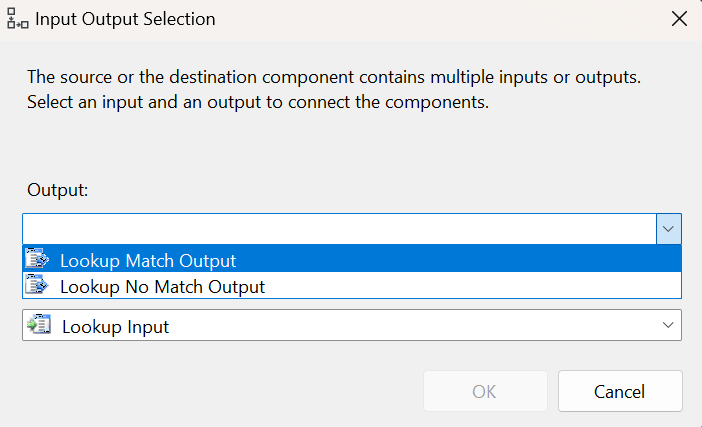 Input Output Selection
The source or the destination component contains multiple inputs or outputs.
Select an input and an output to connect the components.
Output:
Lookup Match Output
Lookup No Match Output
Lookup Input
OK
Cancel